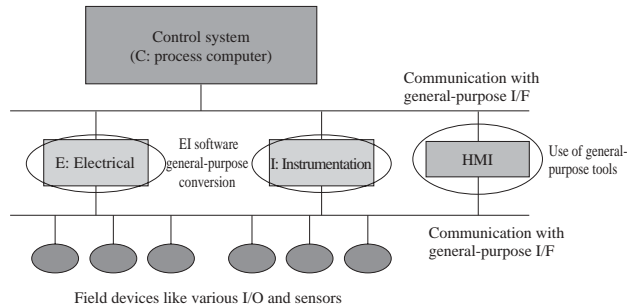 Control system
(C: process computer)
Communication with
general-purpose I/F
E: Electrical
EI software
general-purpose
conversion
I: Instrumentation
HMI
Use of general-
purpose tools
Communication with
general-purpose I/F
Field devices like various I/O and sensors